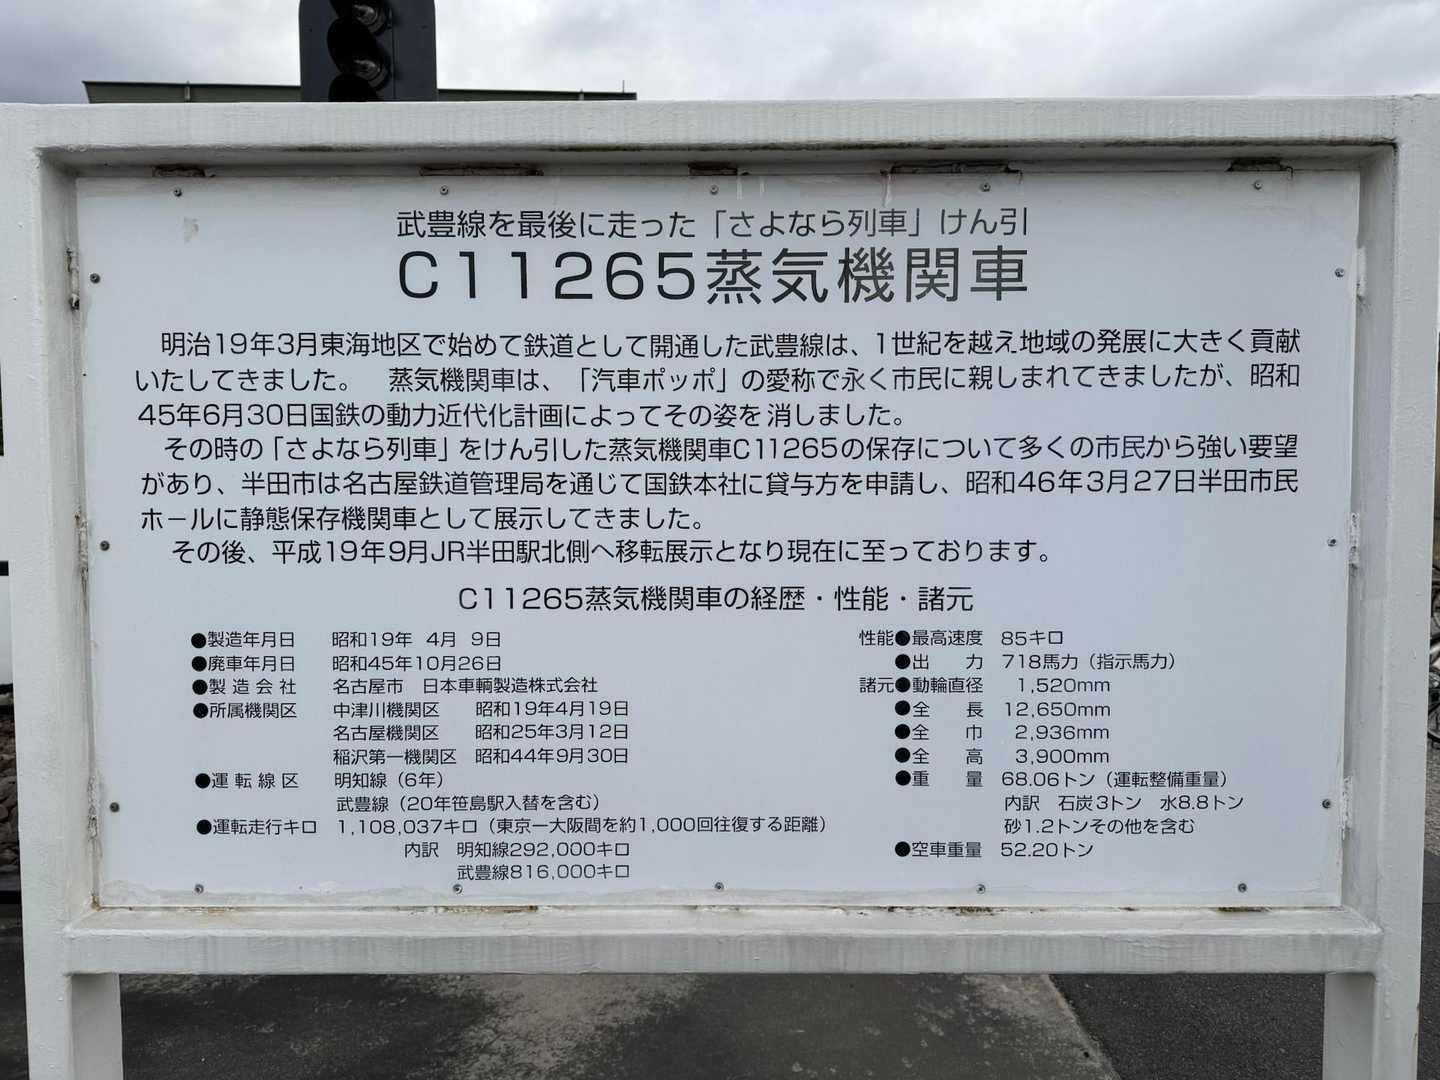 武豊線を最後に走った「さよなら列車」けん引
C11265蒸気機関車
明治19年3月東海地区で始めて鉄道として開通した武豊線は、1世紀を越え地域の発展に大きく貢献
いたしてきました。　蒸気機関車は、「汽車ポッポ」の愛称で永く市民に親しまれてきましたが、昭和
45年6月30日国鉄の動力近代化計画によってその姿を消しました。
その時の「さよなら列車」をけん引した蒸気機関車C11265の保存について多くの市民から強い要望
があり、半田市は名古屋鉄道管理局を通じて国鉄本社に貸与方を申請し、昭和46年3月27日半田市民
ホールに静態保存機関車として展示してきました。
その後、平成19年9月JR半田駅北側へ移転展示となり現在に至っております。
C11265蒸気機関車の経歴・性能・諸元
●製造年月日　昭和19年 4月 9日
●廃車年月日　昭和45年10月26日
●製造会社　名古屋市　日本車輌製造株式会社
●所属機関区　中津川機関区　昭和19年4月19日
名古屋機関区　昭和25年3月12日
稲沢第一機関区　昭和44年9月30日
●運転線区　明知線（6年）
武豊線（20年笹島駅入替を含む）
●運転走行キロ　1,108,037キロ（東京ー大阪間を約1,000回往復する距離）
内訳　明知線292,000キロ
武豊線816,000キロ
性能●最高速度　85キロ
●出　力　718馬力（指示馬力）
諸元●動輪直径　1,520mm
●全　長　12,650mm
●全　巾　2,936mm
●全　高　3,900mm
●重　量　68.06トン（運転整備重量）
内訳　石炭3トン　水8.8トン
砂1.2トンその他を含む
●空車重量　52.20トン